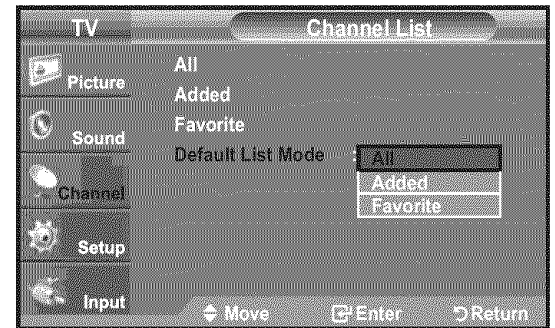 TV
Channel List
Picture
Sound
Channel
Setup
Input
All
Added
Favorite
Default List Mode : All
Added
Favorite
Move Enter Return